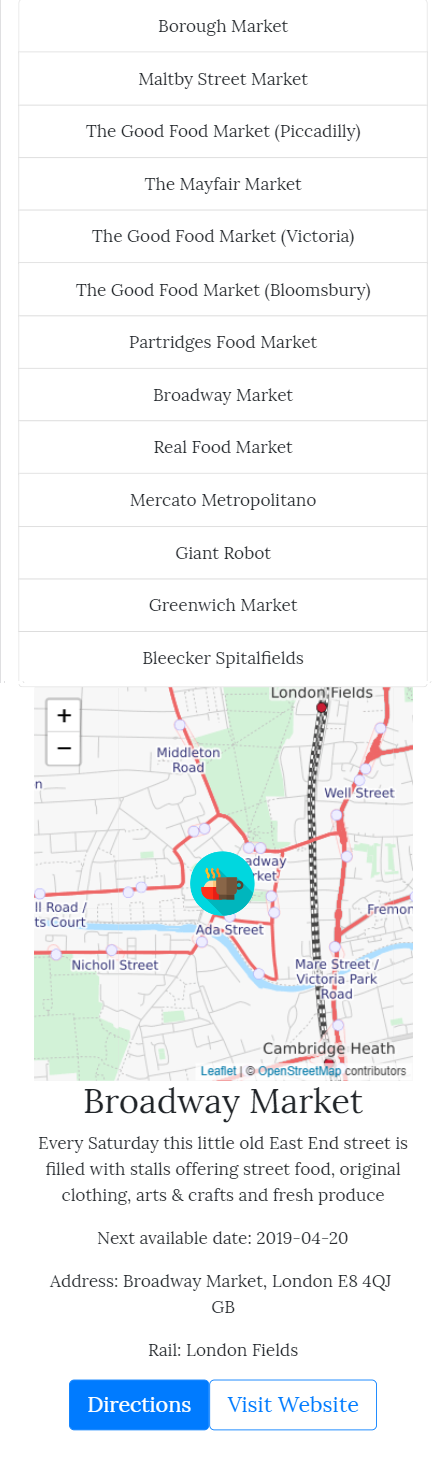 Borough Market
Maltby Street Market
The Good Food Market (Piccadilly)
The Mayfair Market
The Good Food Market (Victoria)
The Good Food Market (Bloomsbury)
Partridges Food Market
Broadway Market
Real Food Market
Mercato Metropolitano
Giant Robot
Greenwich Market
Bleecker Spitalfields
London Fields
+
−
Middleton
Road
n
Well Street
adway
rket
ll Road /
ts Court
Fremon
Ada Street
Nicholl Street
Mare Street /
Victoria Park
Road
Cambridge Heath
Leaflet | © OpenStreetMap contributors
Broadway Market
Every Saturday this little old East End street is
filled with stalls offering street food, original
clothing, arts & crafts and fresh produce
Next available date: 2019-04-20
Address: Broadway Market, London E8 4QJ
GB
Rail: London Fields
Directions
Visit Website